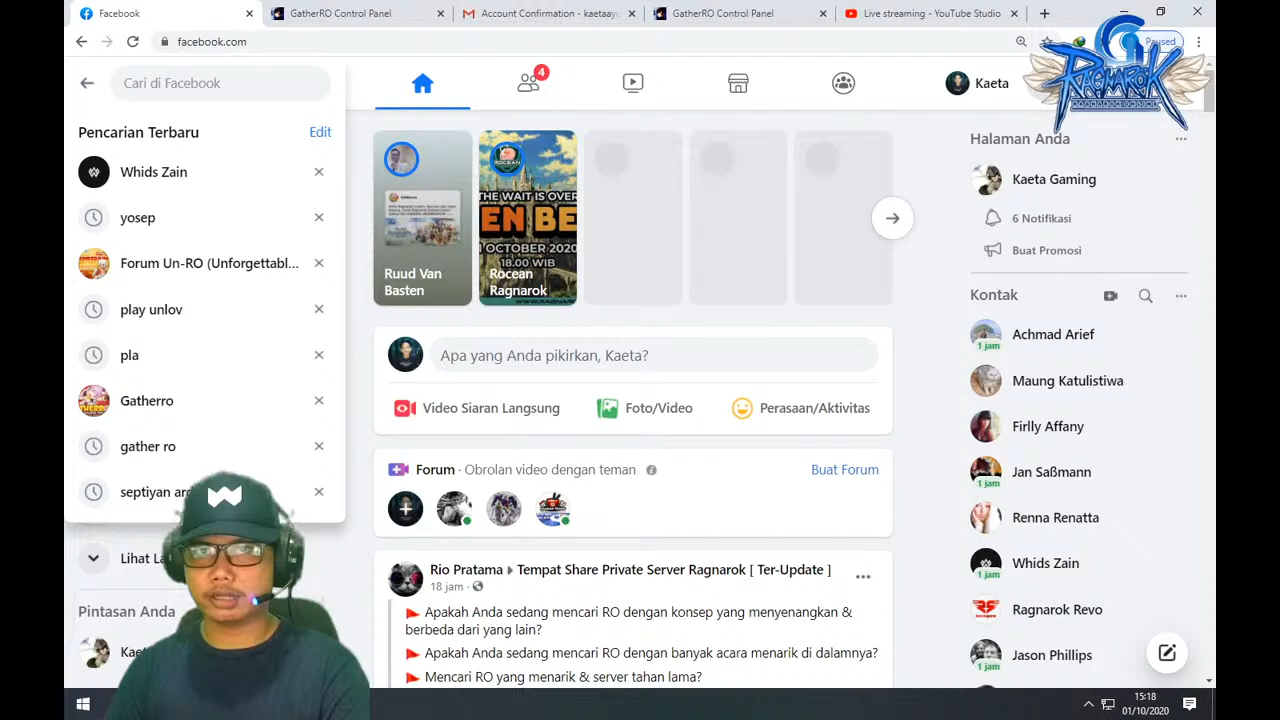 Facebook
GatherRO Control Panel
Account Confirmation - kaetaayu
GatherRO Control Panel
Live streaming - YouTube Studio
facebook.com
Paused
RAGNAROK
Cari di Facebook
4
Kaeta
Pencarian Terbaru
Edit
Whids Zain
yosep
Forum Un-RO (Unforgettabl...
play unlov
pla
Gatherro
gather ro
septiyan
Lihat
Pintasan Anda
Ruud Van
Basten
THE WAIT IS OVER
1 OCTOBER 2020
18.00 WIB
Rocean
Ragnarok
Apa yang Anda pikirkan, Kaeta?
Video Siaran Langsung
Foto/Video
Perasaan/Aktivitas
Forum · Obrolan video dengan teman
Buat Forum
Rio Pratama ▸ Tempat Share Private Server Ragnarok [ Ter-Update ]
18 jam ·
Apakah Anda sedang mencari RO dengan konsep yang menyenangkan &
berbeda dari yang lain?
Apakah Anda sedang mencari RO dengan banyak acara menarik di dalamnya?
Mencari RO yang menarik & server tahan lama?
Halaman Anda
Kaeta Gaming
6 Notifikasi
Buat Promosi
Kontak
Achmad Arief
1 jam
Maung Katulistiwa
Firlly Affany
Jan Saßmann
1 jam
Renna Renatta
Whids Zain
1 jam
Ragnarok Revo
Jason Phillips
1 jam
15:18
01/10/2020